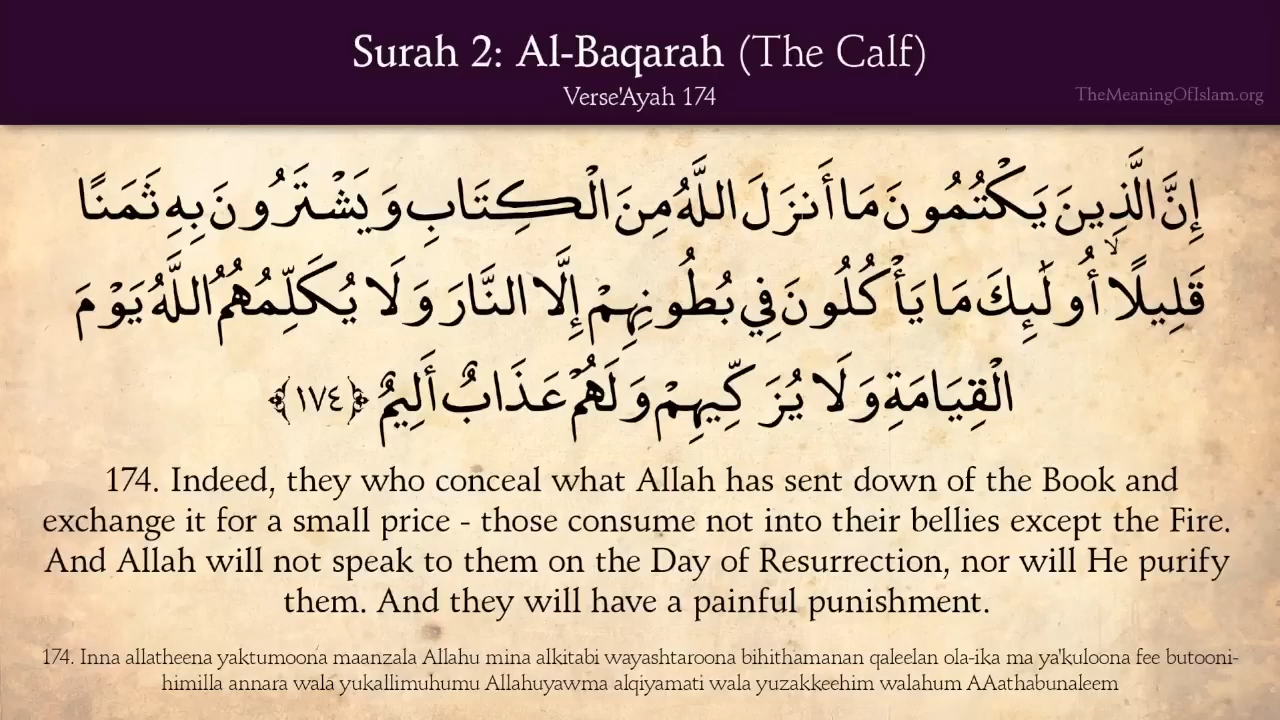 Surah 2: Al-Baqarah (The Calf)
Verse'Ayah 174
TheMeaningOfIslam.org
إِنَّ الَّذِينَ يَكْتُمُونَ مَا أَنزَلَ اللَّهُ مِنَ الْكِتَابِ وَيَشْتَرُونَ بِهِ ثَمَنًا
قَلِيلًا ۙ أُولَٰئِكَ مَا يَأْكُلُونَ فِي بُطُونِهِمْ إِلَّا النَّارَ وَلَا يُكَلِّمُهُمُ اللَّهُ يَوْمَ
الْقِيَامَةِ وَلَا يُزَكِّيهِمْ وَلَهُمْ عَذَابٌ أَلِيمٌ ﴿١٧٤﴾
174. Indeed, they who conceal what Allah has sent down of the Book and
exchange it for a small price - those consume not into their bellies except the Fire.
And Allah will not speak to them on the Day of Resurrection, nor will He purify
them. And they will have a painful punishment.
174. Inna allatheena yaktumoona maanzala Allahu mina alkitabi wayashtaroona bihithamanan qaleelan ola-ika ma ya'kuloona fee butooni-
himilla annara wala yukallimuhumu Allahuyawma alqiyamati wala yuzakkeehim walahum AAathabunaleem